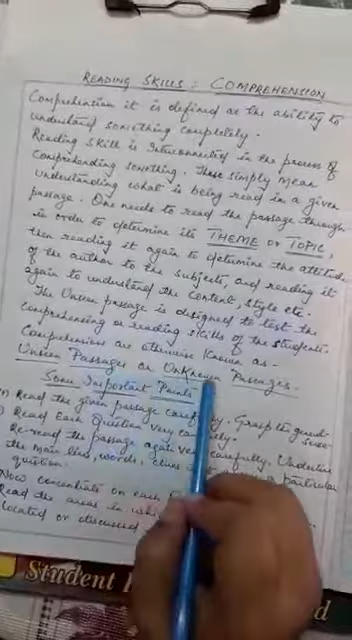 READING SKILLS : COMPREHENSION
Comprehension it is defined as the ability to
understand something completely.
Reading Skill is Interconnected in the process of
Comprehending something. These simply mean
understanding what is being read in a given
passage. One needs to read the passage through
in order to determine its THEME or TOPIC,
then reading it again to determine the attitude
of the author to the subjects, and reading it
again to understand the content, style etc.
The Unseen passage is designed to test the
comprehending or reading skills of the students.
Comprehension are otherwise known as -
Unseen Passages or UnKnown Passages.
Some Important Points
Read the given passage carefully. Grasp the
Read Each Question very carefully.
Re-read the passage again very carefully. Underline
the main lines, words, a particular
question.
Now concentrate on each
Read the areas in
located or discussed
Student